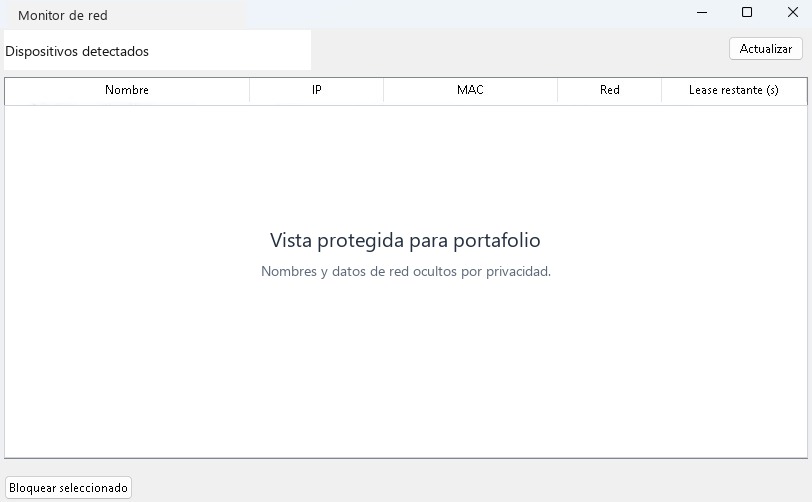 Monitor de red
Dispositivos detectados
Actualizar
Nombre IP MAC Red Lease restante (s)
Vista protegida para portafolio
Nombres y datos de red ocultos por privacidad.
Bloquear seleccionado